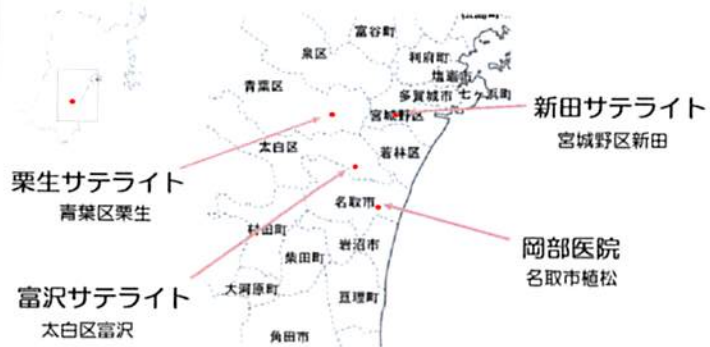 富谷町
泉区
利府町
塩竈市
青葉区
多賀城市
七ヶ浜町
宮城野区
新田サテライト
宮城野区新田
太白区
若林区
栗生サテライト
青葉区栗生
名取市
村田町
岩沼市
柴田町
岡部医院
名取市植松
富沢サテライト
太白区富沢
大河原町
亘理町
角田市